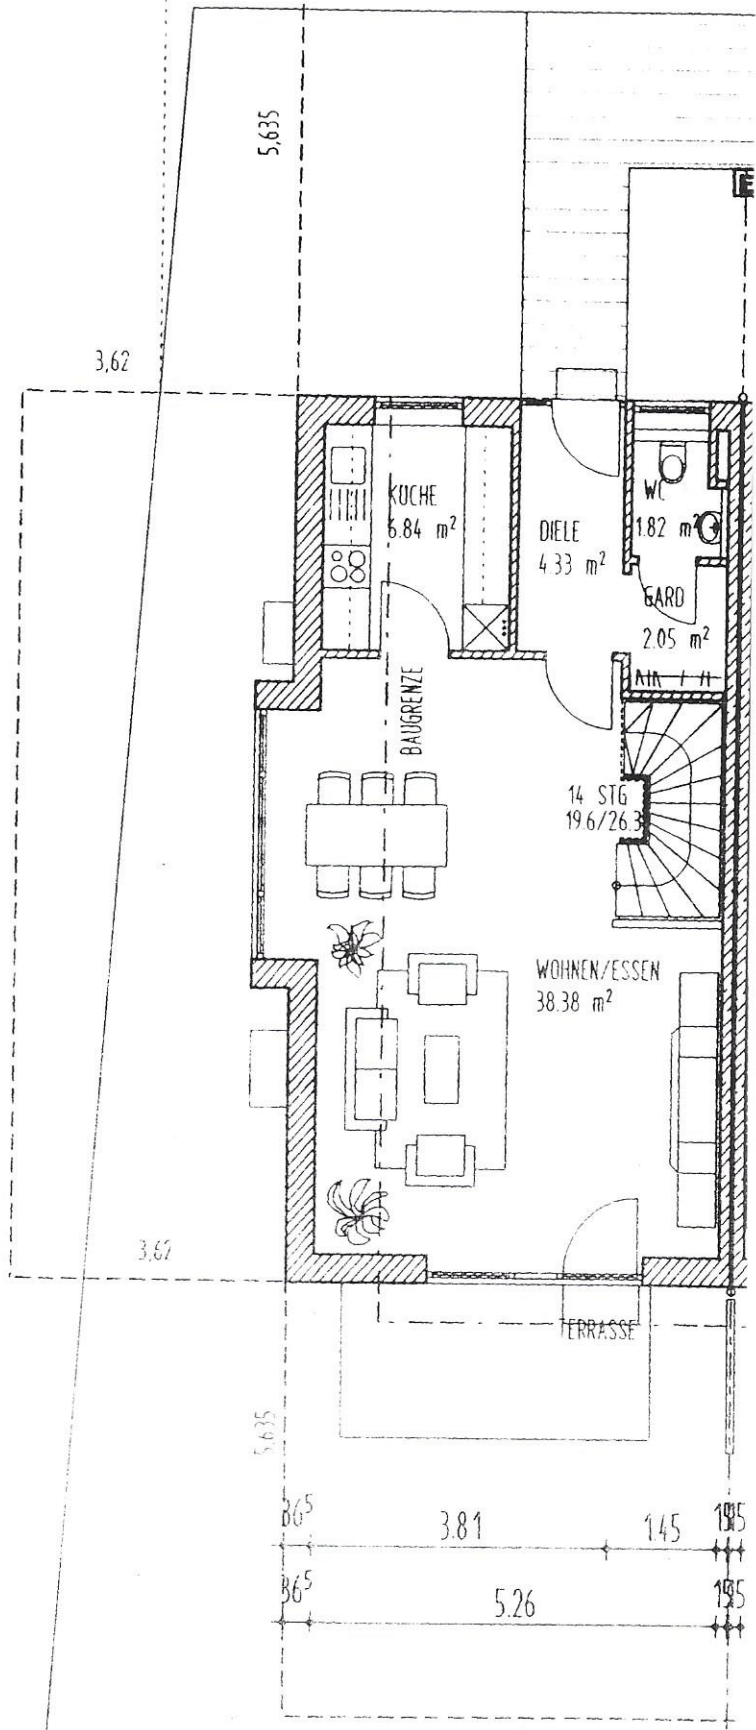 5,635
3,62
KÜCHE
6.84 m²
DIELE
4.33 m²
WC
1.82 m²
GARD
2.05 m²
BAUGRENZE
14 STG
19.6/26.3
WOHNEN/ESSEN
38.38 m²
3,62
TERRASSE
5.635
36⁵
3.81
1.45
36⁵
5.26